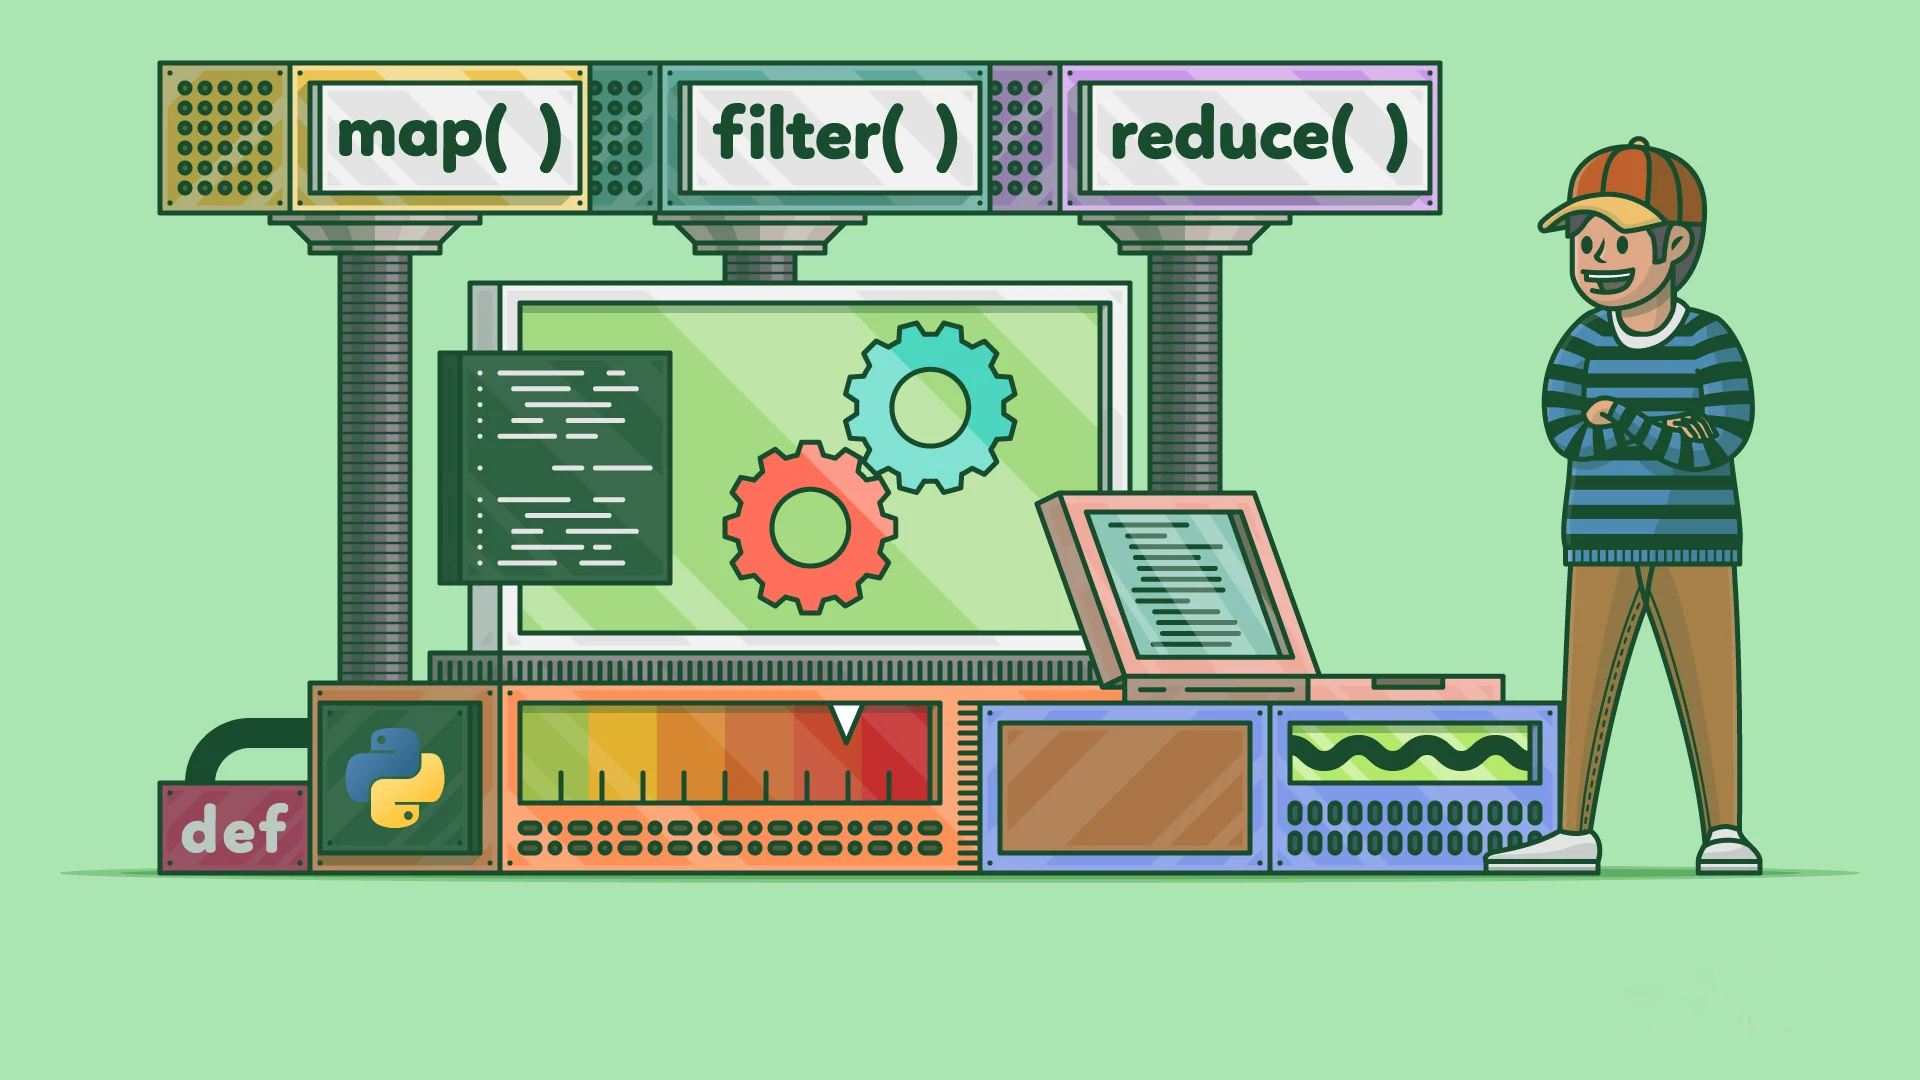 map( )
filter( )
reduce( )
def